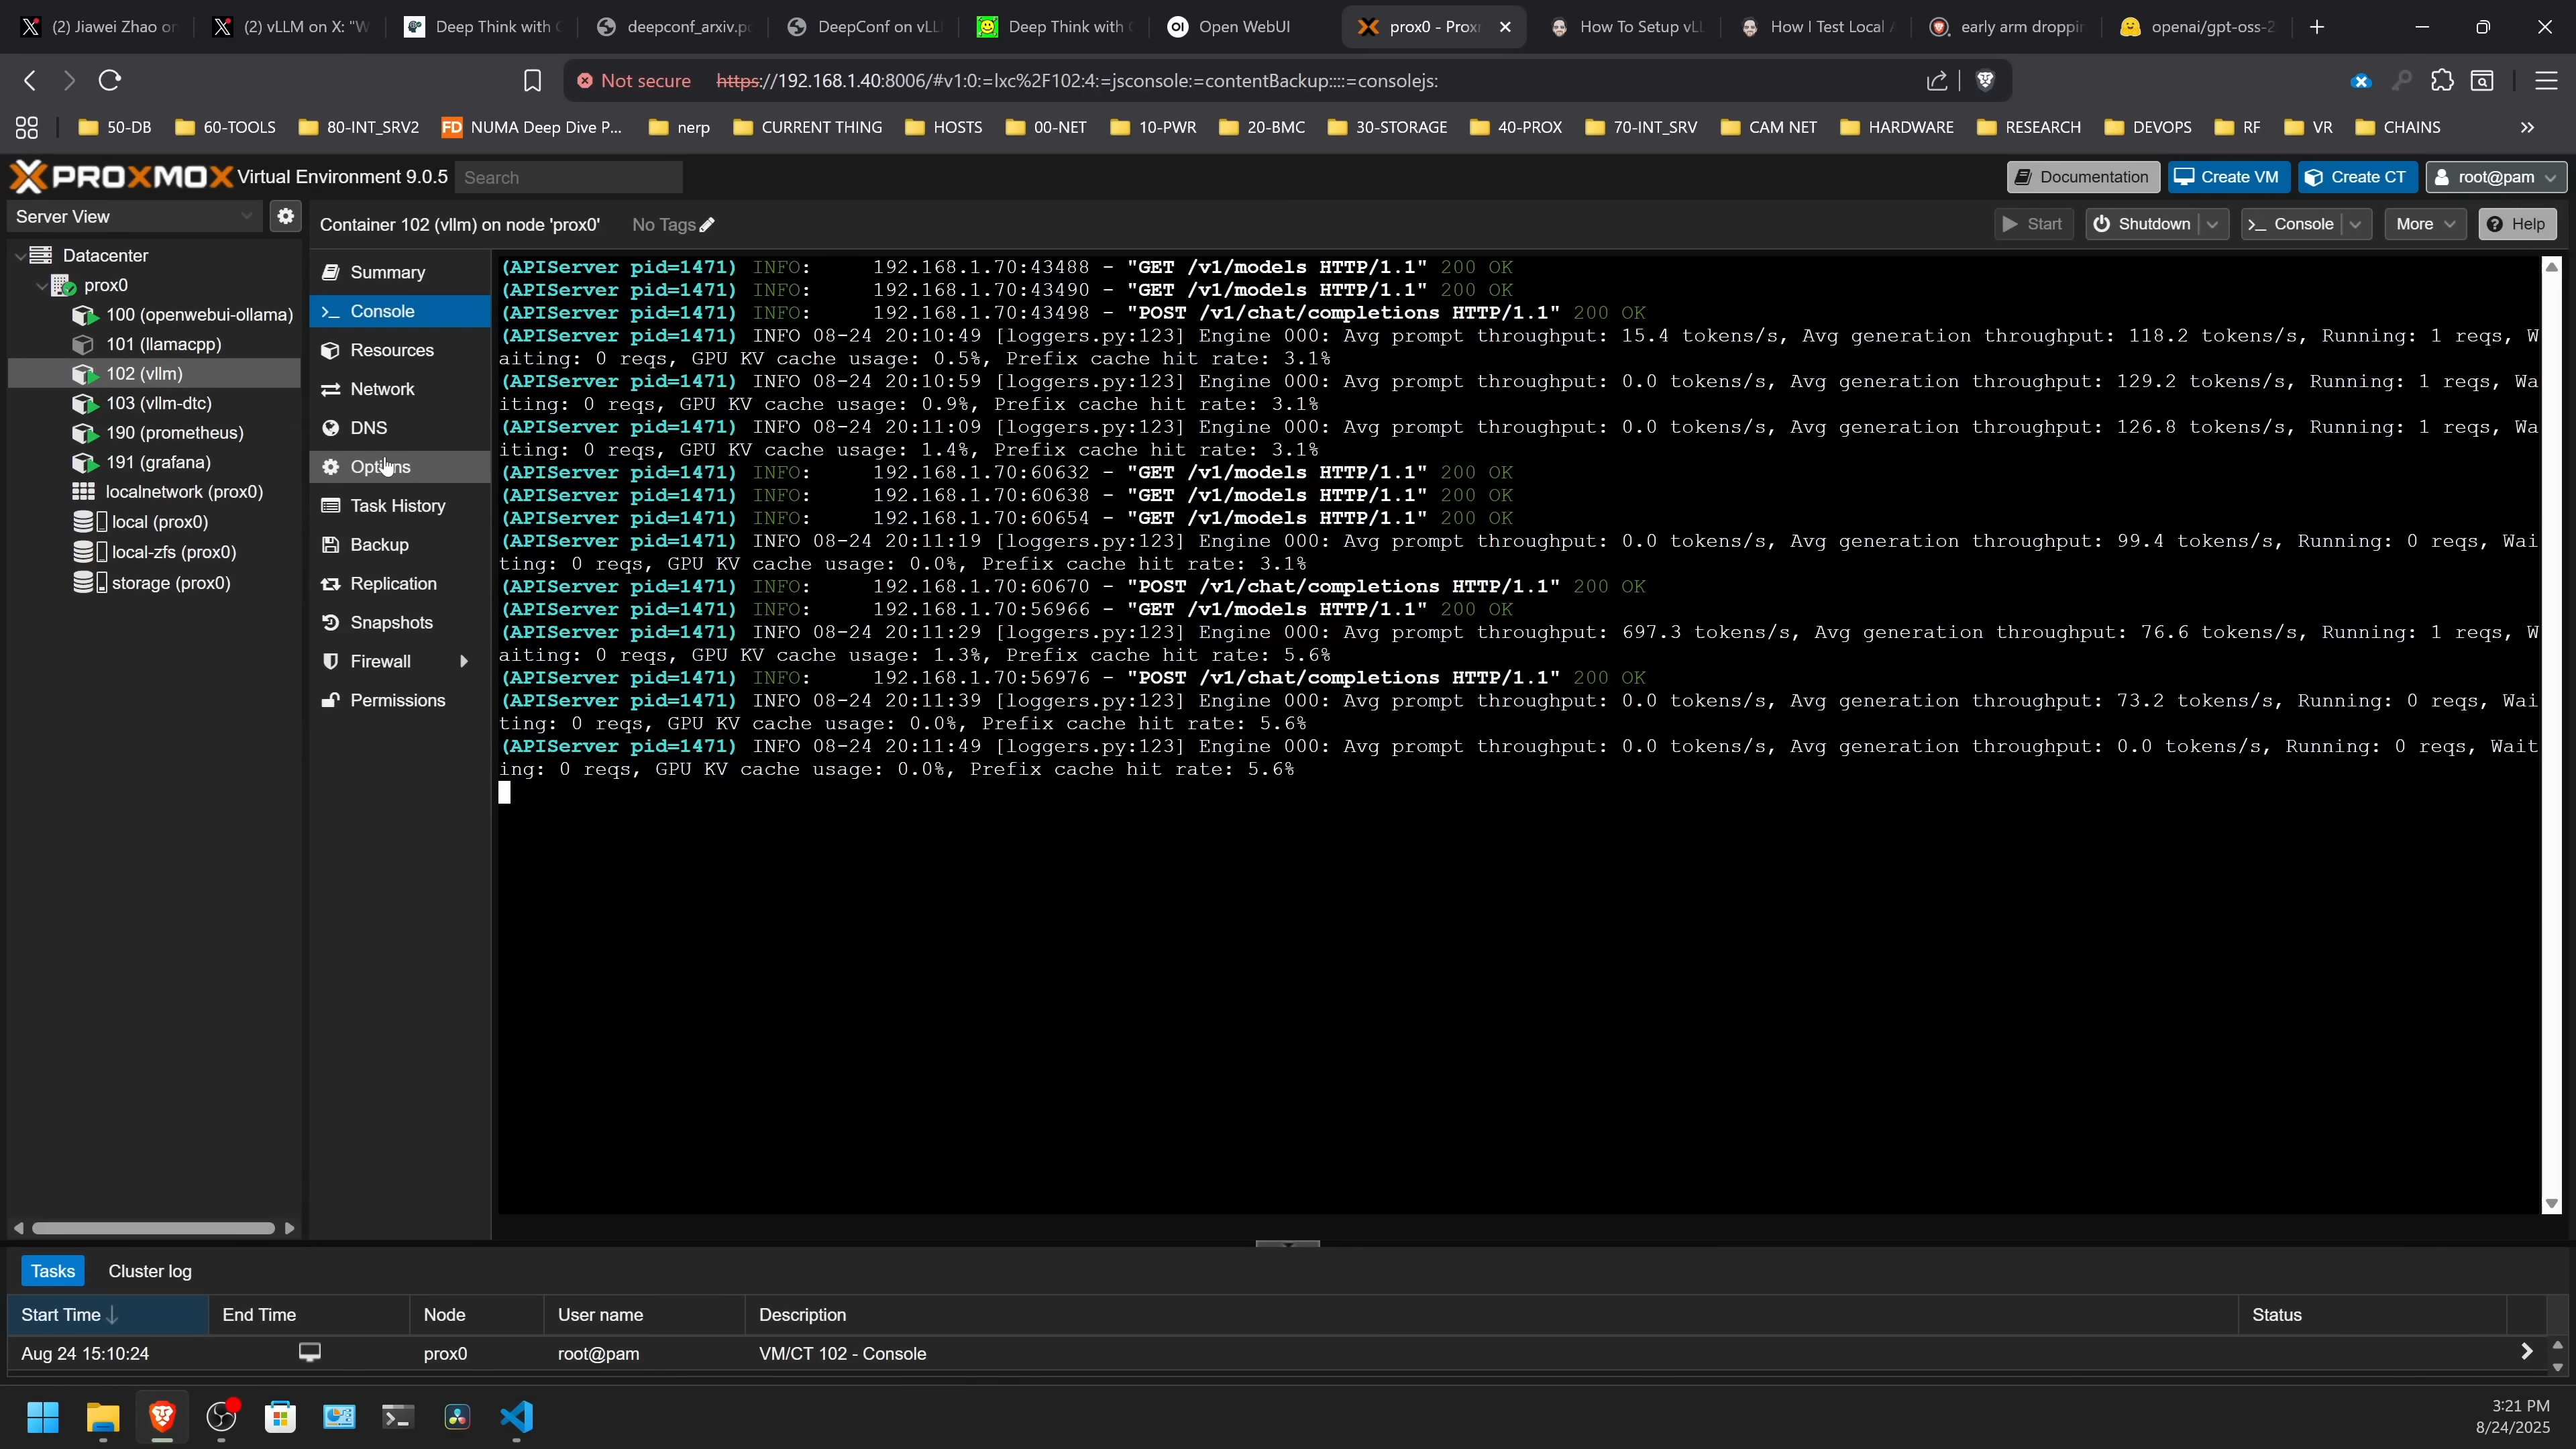 (2) Jiawei Zhao on
(2) vLLM on X: "W
Deep Think with C
deepconf_arxiv.pd
DeepConf on vLL
Deep Think with C
Open WebUI
prox0 - Prox
How To Setup vLL
How I Test Local A
early arm droppin
openai/gpt-oss-2
Not secure https://192.168.1.40:8006/#v1:0:=lxc%2F102:4:=jsconsole:=contentBackup::::=consolejs:
50-DB
60-TOOLS
80-INT_SRV2
FD NUMA Deep Dive P...
nerp
CURRENT THING
HOSTS
00-NET
10-PWR
20-BMC
30-STORAGE
40-PROX
70-INT_SRV
CAM NET
HARDWARE
RESEARCH
DEVOPS
RF
VR
CHAINS
PROXMOX Virtual Environment 9.0.5 Search
Documentation
Create VM
Create CT
root@pam
Server View
Container 102 (vllm) on node 'prox0' No Tags
Start
Shutdown
Console
More
Help
Datacenter
prox0
100 (openwebui-ollama)
101 (llamacpp)
102 (vllm)
103 (vllm-dtc)
190 (prometheus)
191 (grafana)
localnetwork (prox0)
local (prox0)
local-zfs (prox0)
storage (prox0)
Summary
Console
Resources
Network
DNS
Options
Task History
Backup
Replication
Snapshots
Firewall
Permissions
(APIServer pid=1471) INFO: 192.168.1.70:43488 - "GET /v1/models HTTP/1.1" 200 OK
(APIServer pid=1471) INFO: 192.168.1.70:43490 - "GET /v1/models HTTP/1.1" 200 OK
(APIServer pid=1471) INFO: 192.168.1.70:43498 - "POST /v1/chat/completions HTTP/1.1" 200 OK
(APIServer pid=1471) INFO 08-24 20:10:49 [loggers.py:123] Engine 000: Avg prompt throughput: 15.4 tokens/s, Avg generation throughput: 118.2 tokens/s, Running: 1 reqs, W
aiting: 0 reqs, GPU KV cache usage: 0.5%, Prefix cache hit rate: 3.1%
(APIServer pid=1471) INFO 08-24 20:10:59 [loggers.py:123] Engine 000: Avg prompt throughput: 0.0 tokens/s, Avg generation throughput: 129.2 tokens/s, Running: 1 reqs, Wa
iting: 0 reqs, GPU KV cache usage: 0.9%, Prefix cache hit rate: 3.1%
(APIServer pid=1471) INFO 08-24 20:11:09 [loggers.py:123] Engine 000: Avg prompt throughput: 0.0 tokens/s, Avg generation throughput: 126.8 tokens/s, Running: 1 reqs, Wa
iting: 0 reqs, GPU KV cache usage: 1.4%, Prefix cache hit rate: 3.1%
(APIServer pid=1471) INFO: 192.168.1.70:60632 - "GET /v1/models HTTP/1.1" 200 OK
(APIServer pid=1471) INFO: 192.168.1.70:60638 - "GET /v1/models HTTP/1.1" 200 OK
(APIServer pid=1471) INFO: 192.168.1.70:60654 - "GET /v1/models HTTP/1.1" 200 OK
(APIServer pid=1471) INFO 08-24 20:11:19 [loggers.py:123] Engine 000: Avg prompt throughput: 0.0 tokens/s, Avg generation throughput: 99.4 tokens/s, Running: 0 reqs, Wai
ting: 0 reqs, GPU KV cache usage: 0.0%, Prefix cache hit rate: 3.1%
(APIServer pid=1471) INFO: 192.168.1.70:60670 - "POST /v1/chat/completions HTTP/1.1" 200 OK
(APIServer pid=1471) INFO: 192.168.1.70:56966 - "GET /v1/models HTTP/1.1" 200 OK
(APIServer pid=1471) INFO 08-24 20:11:29 [loggers.py:123] Engine 000: Avg prompt throughput: 697.3 tokens/s, Avg generation throughput: 76.6 tokens/s, Running: 1 reqs, W
aiting: 0 reqs, GPU KV cache usage: 1.3%, Prefix cache hit rate: 5.6%
(APIServer pid=1471) INFO: 192.168.1.70:56976 - "POST /v1/chat/completions HTTP/1.1" 200 OK
(APIServer pid=1471) INFO 08-24 20:11:39 [loggers.py:123] Engine 000: Avg prompt throughput: 0.0 tokens/s, Avg generation throughput: 73.2 tokens/s, Running: 0 reqs, Wai
ting: 0 reqs, GPU KV cache usage: 0.0%, Prefix cache hit rate: 5.6%
(APIServer pid=1471) INFO 08-24 20:11:49 [loggers.py:123] Engine 000: Avg prompt throughput: 0.0 tokens/s, Avg generation throughput: 0.0 tokens/s, Running: 0 reqs, Wait
ing: 0 reqs, GPU KV cache usage: 0.0%, Prefix cache hit rate: 5.6%
Tasks
Cluster log
Start Time End Time Node User name Description Status
Aug 24 15:10:24 prox0 root@pam VM/CT 102 - Console
3:21 PM
8/24/2025